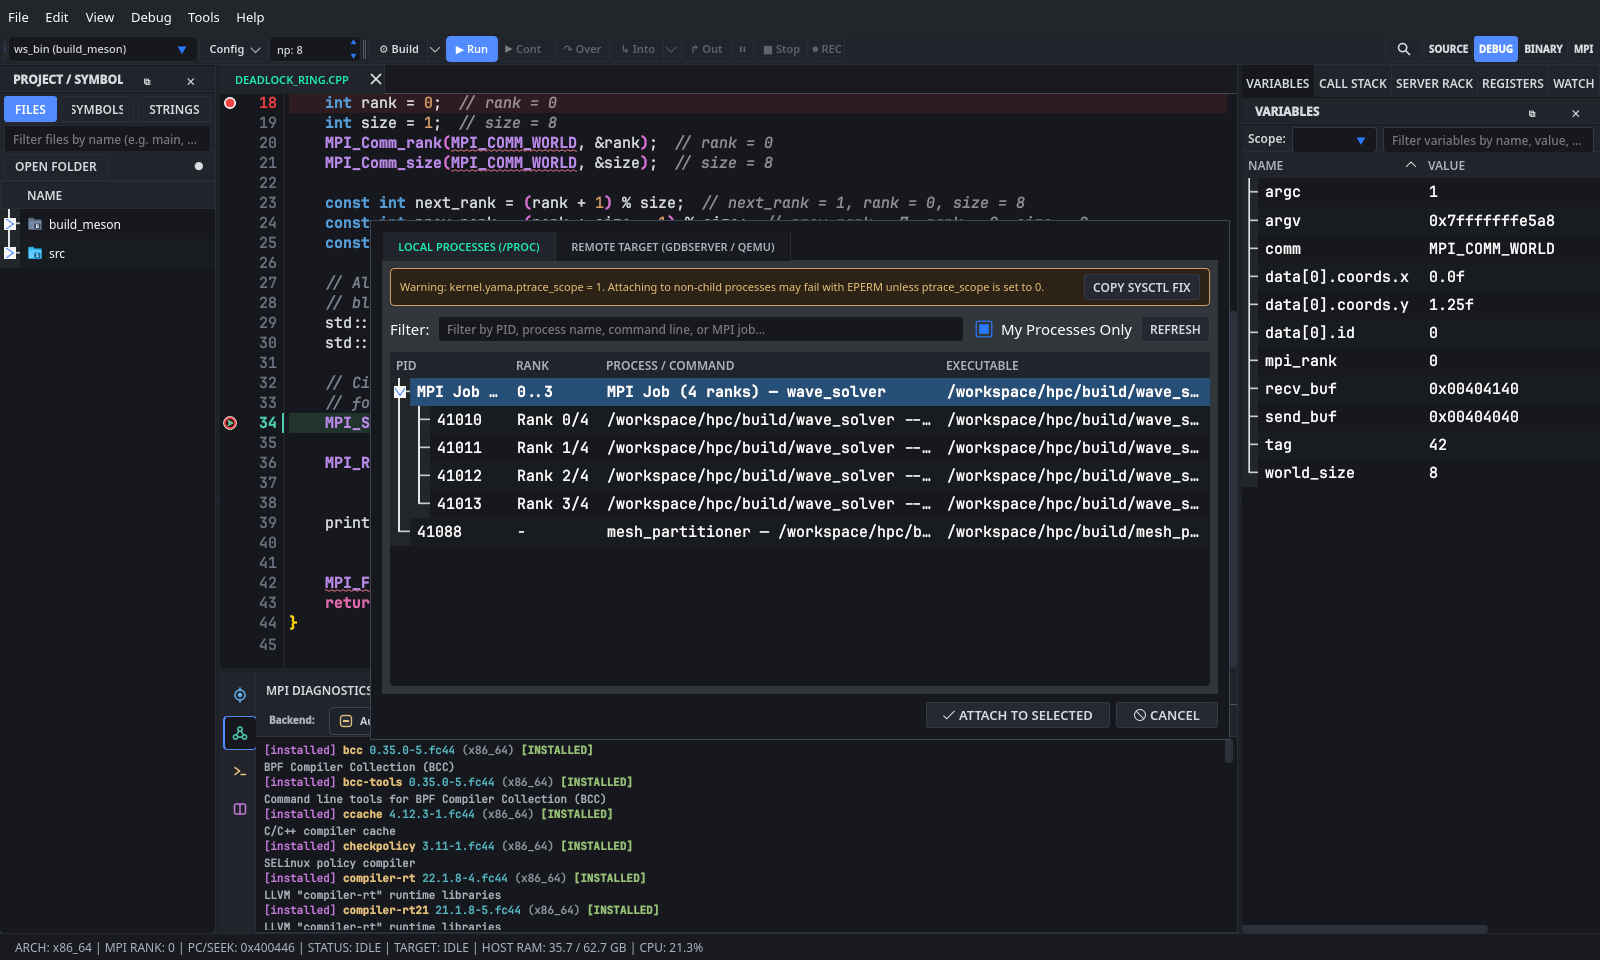 File Edit View Debug Tools Help
ws_bin (build_meson) Config np: 8 Build Run Cont Over Into Out Stop REC SOURCE DEBUG BINARY MPI
PROJECT / SYMBOL
FILES SYMBOLS STRINGS
Filter files by name (e.g. main, ...
OPEN FOLDER
NAME
build_meson
src
DEADLOCK_RING.CPP
18 int rank = 0; // rank = 0
19 int size = 1; // size = 8
20 MPI_Comm_rank(MPI_COMM_WORLD, &rank); // rank = 0
21 MPI_Comm_size(MPI_COMM_WORLD, &size); // size = 8
22
23 const int next_rank = (rank + 1) % size; // next_rank = 1, rank = 0, size = 8
24 const
25 const
26
27 // Al
28 // bl
29 std::
30 std::
31
32 // Ci
33 // fo
34 MPI_S
35
36 MPI_R
37
38
39 print
40
41
42 MPI_F
43 retur
44 }
45
LOCAL PROCESSES (/PROC) REMOTE TARGET (GDBSERVER / QEMU)
Warning: kernel.yama.ptrace_scope = 1. Attaching to non-child processes may fail with EPERM unless ptrace_scope is set to 0. COPY SYSCTL FIX
Filter: Filter by PID, process name, command line, or MPI job... My Processes Only REFRESH
PID RANK PROCESS / COMMAND EXECUTABLE
MPI Job … 0..3 MPI Job (4 ranks) — wave_solver /workspace/hpc/build/wave_s…
41010 Rank 0/4 /workspace/hpc/build/wave_solver --… /workspace/hpc/build/wave_s…
41011 Rank 1/4 /workspace/hpc/build/wave_solver --… /workspace/hpc/build/wave_s…
41012 Rank 2/4 /workspace/hpc/build/wave_solver --… /workspace/hpc/build/wave_s…
41013 Rank 3/4 /workspace/hpc/build/wave_solver --… /workspace/hpc/build/wave_s…
41088 - mesh_partitioner — /workspace/hpc/b… /workspace/hpc/build/mesh_p…
ATTACH TO SELECTED CANCEL
MPI DIAGNOSTICS
Backend: Au
[installed] bcc 0.35.0-5.fc44 (x86_64) [INSTALLED]
BPF Compiler Collection (BCC)
[installed] bcc-tools 0.35.0-5.fc44 (x86_64) [INSTALLED]
Command line tools for BPF Compiler Collection (BCC)
[installed] ccache 4.12.3-1.fc44 (x86_64) [INSTALLED]
C/C++ compiler cache
[installed] checkpolicy 3.11-1.fc44 (x86_64) [INSTALLED]
SELinux policy compiler
[installed] compiler-rt 22.1.8-4.fc44 (x86_64) [INSTALLED]
LLVM "compiler-rt" runtime libraries
[installed] compiler-rt21 21.1.8-5.fc44 (x86_64) [INSTALLED]
LLVM "compiler-rt" runtime libraries
VARIABLES CALL STACK SERVER RACK REGISTERS WATCH
VARIABLES
Scope: Filter variables by name, value, ...
NAME VALUE
argc 1
argv 0x7fffffffe5a8
comm MPI_COMM_WORLD
data[0].coords.x 0.0f
data[0].coords.y 1.25f
data[0].id 0
mpi_rank 0
recv_buf 0x00404140
send_buf 0x00404040
tag 42
world_size 8
ARCH: x86_64 | MPI RANK: 0 | PC/SEEK: 0x400446 | STATUS: IDLE | TARGET: IDLE | HOST RAM: 35.7 / 62.7 GB | CPU: 21.3%